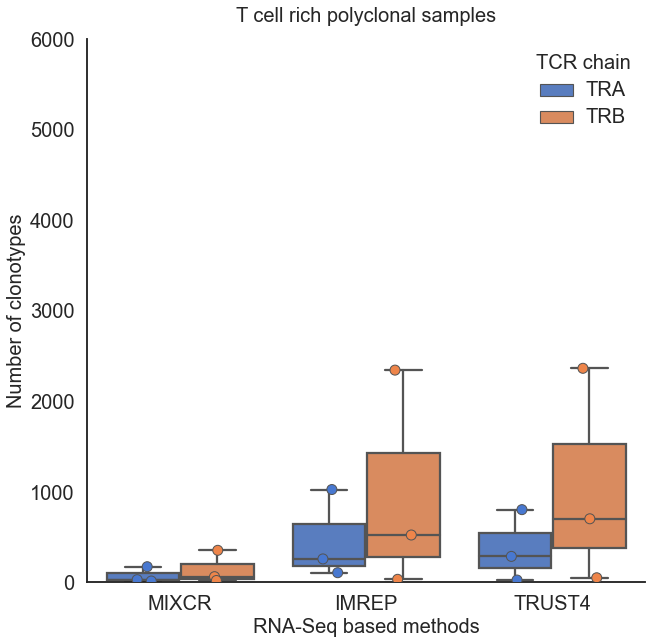 T cell rich polyclonal samples
6000
5000
4000
3000
2000
1000
0
Number of clonotypes
TCR chain
TRA
TRB
MIXCR
IMREP
TRUST4
RNA-Seq based methods